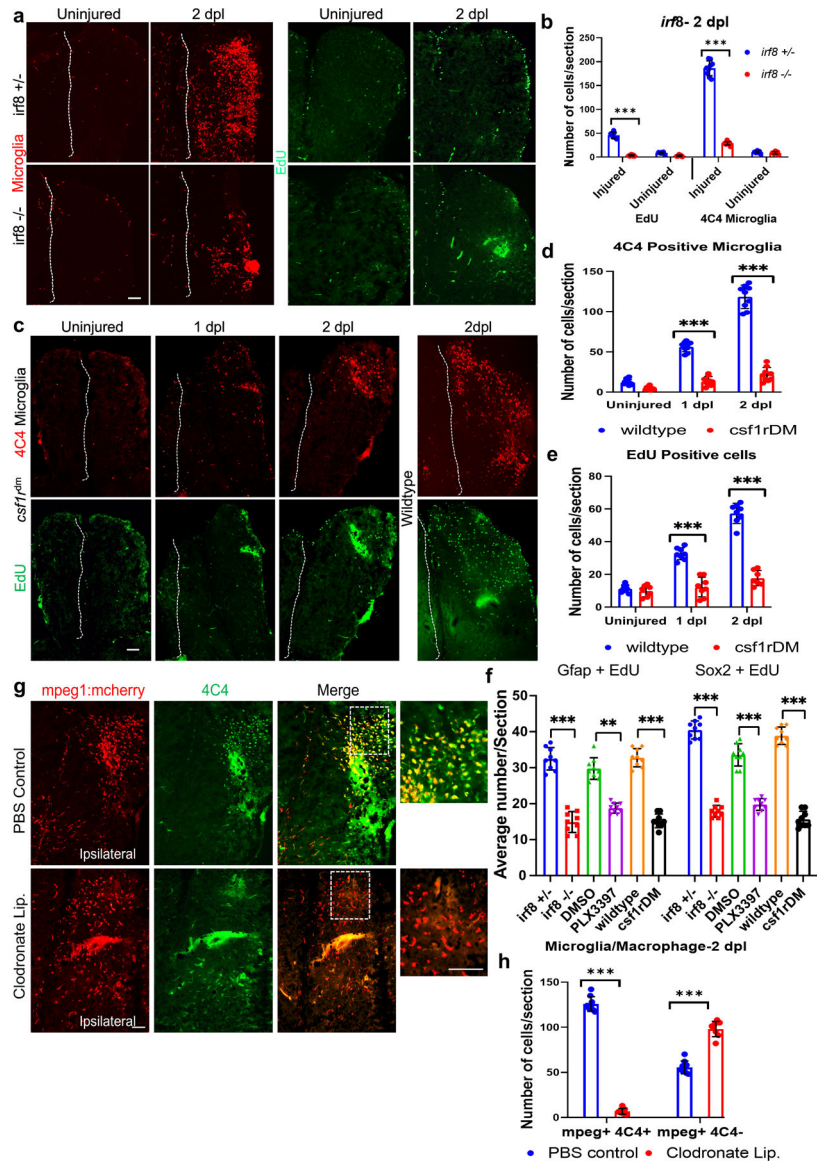 a
Uninjured
2 dpl
Uninjured
2 dpl
irf8 +/-
irf8 -/-
Microglia
EdU
b
irf8- 2 dpl
Number of cells/section
250
200
150
100
50
0
***
***
irf8 +/-
irf8 -/-
Injured
Uninjured
Injured
Uninjured
EdU
4C4 Microglia
c
Uninjured
1 dpl
2 dpl
2dpl
4C4 Microglia
csf1r^dm
EdU
Wildtype
d
4C4 Positive Microglia
Number of cells/section
150
100
50
0
***
***
Uninjured
1 dpl
2 dpl
wildtype
csf1rDM
e
EdU Positive cells
Number of cells/section
80
60
40
20
0
***
***
Uninjured
1 dpl
2 dpl
wildtype
csf1rDM
f
Gfap + EdU
Sox2 + EdU
Average number/Section
50
40
30
20
10
0
***
**
***
***
***
***
irf8 +/-
irf8 -/-
DMSO
PLX3397
wildtype
csf1rDM
irf8 +/-
irf8 -/-
DMSO
PLX3397
wildtype
csf1rDM
g
mpeg1:mcherry
4C4
Merge
PBS Control
Ipsilateral
Clodronate Lip.
Ipsilateral
h
Microglia/Macrophage-2 dpl
Number of cells/section
150
100
50
0
***
***
mpeg+ 4C4+
mpeg+ 4C4-
PBS control
Clodronate Lip.